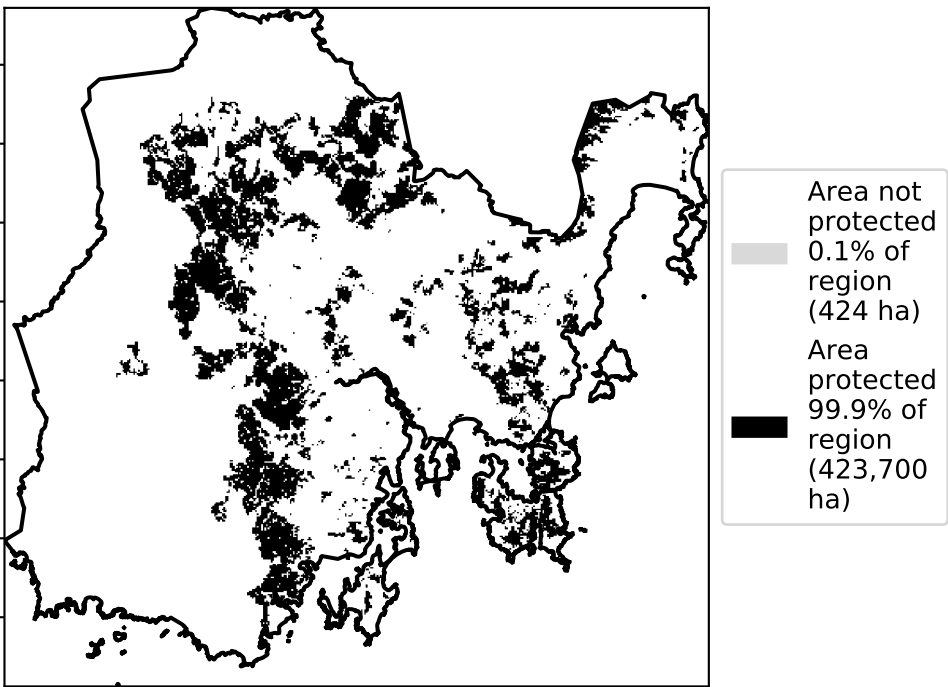 Area not
protected
0.1% of
region
(424 ha)
Area
protected
99.9% of
region
(423,700
ha)